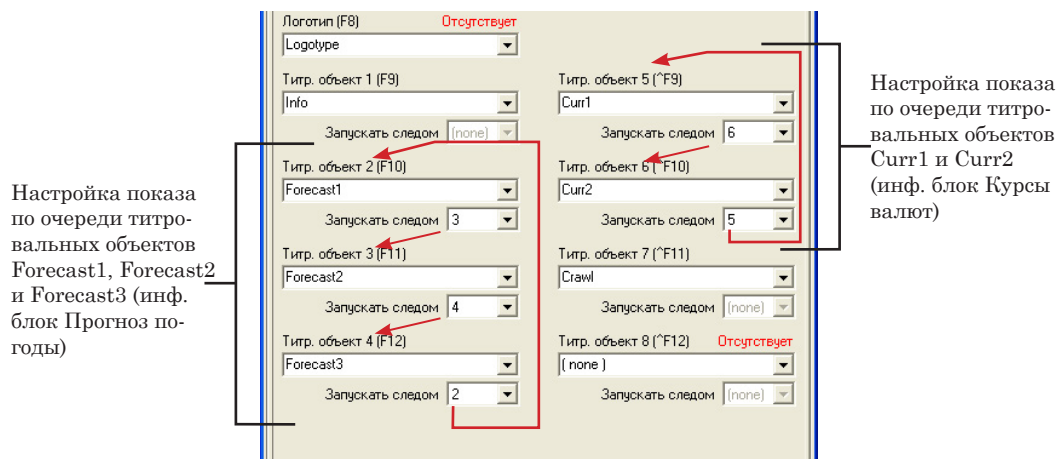 Логотип (F8) Отсутствует
Logotype
Титр. объект 1 (F9)
Info
Запускать следом (none)
Титр. объект 2 (F10)
Forecast1
Запускать следом 3
Титр. объект 3 (F11)
Forecast2
Запускать следом 4
Титр. объект 4 (F12)
Forecast3
Запускать следом 2
Титр. объект 5 (^F9)
Curr1
Запускать следом 6
Титр. объект 6 (^F10)
Curr2
Запускать следом 5
Титр. объект 7 (^F11)
Crawl
Запускать следом (none)
Титр. объект 8 (^F12) Отсутствует
( none )
Запускать следом (none)
Настройка показа
по очереди титро-
вальных объектов
Forecast1, Forecast2
и Forecast3 (инф.
блок Прогноз по-
годы)
Настройка показа
по очереди титро-
вальных объектов
Curr1 и Curr2
(инф. блок Курсы
валют)